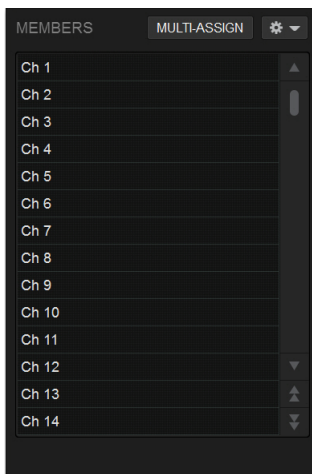 MEMBERS MULTI-ASSIGN
Ch 1
Ch 2
Ch 3
Ch 4
Ch 5
Ch 6
Ch 7
Ch 8
Ch 9
Ch 10
Ch 11
Ch 12
Ch 13
Ch 14